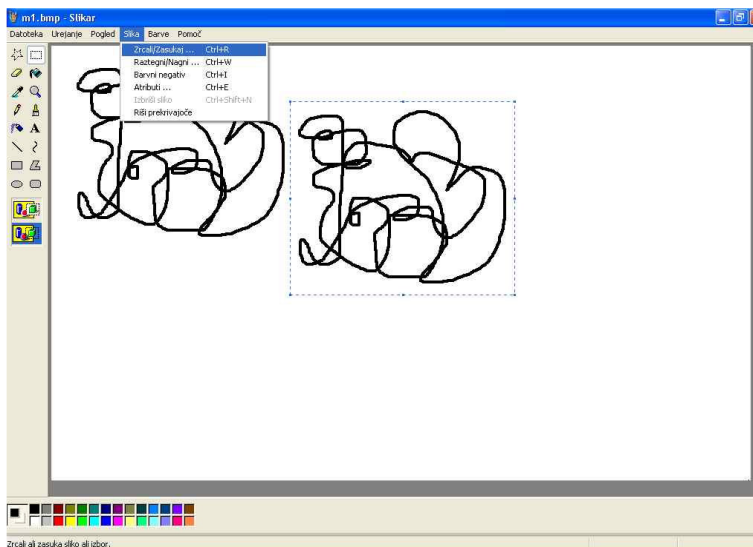 m1.bmp - Slikar
Datoteka Urejanje Pogled Slika Barve Pomoč
Zrcali/Zasukaj ... Ctrl+R
Raztegni/Nagni ... Ctrl+W
Barvni negativ Ctrl+I
Atributi ... Ctrl+E
Izbriši sliko Ctrl+Shift+N
Riši prekrivajoče
A
Zrcali ali zasuka sliko ali izbor.